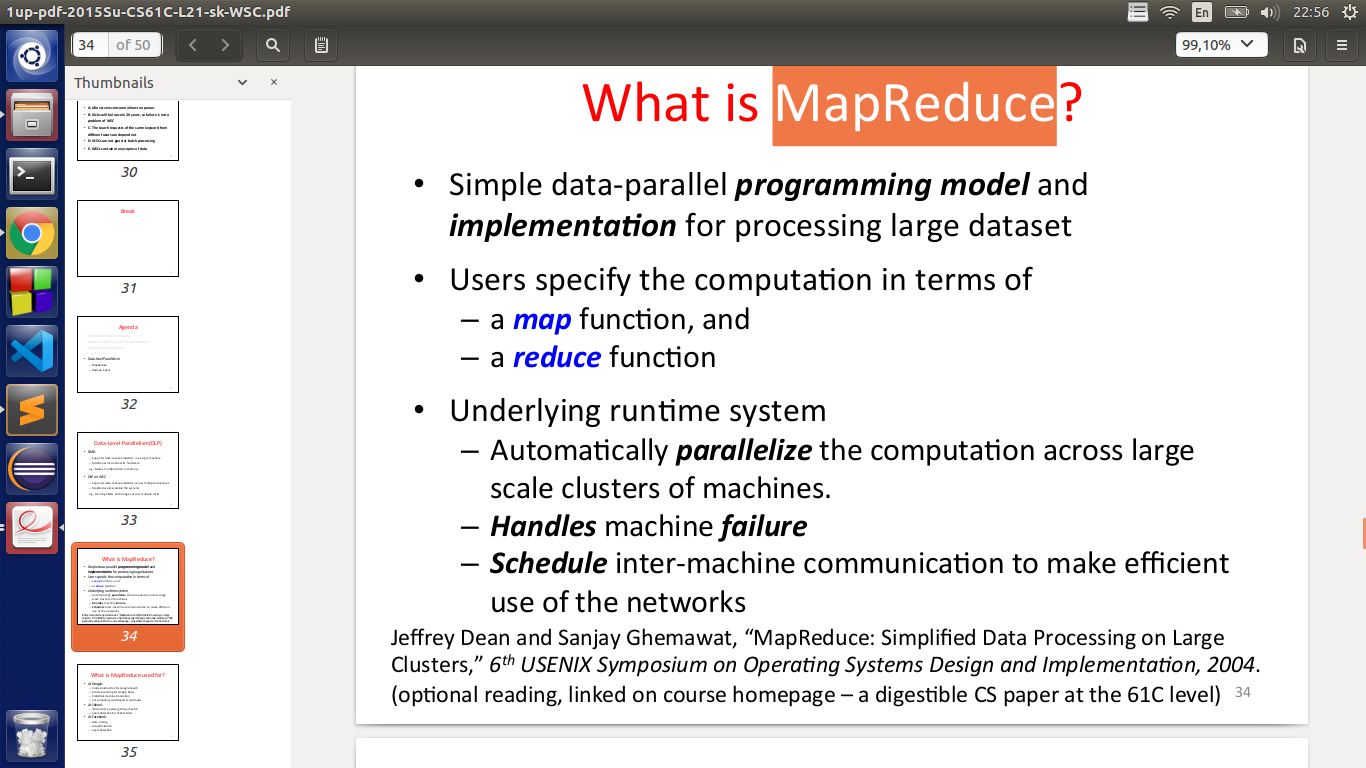 1up-pdf-2015Su-CS61C-L21-sk-WSC.pdf
En
22:56
34 of 50
99,10%
Thumbnails
30
Break
31
Agenda
32
Data-Level Parallelism(DLP)
33
What is MapReduce?
34
What is MapReduce used for?
35
What is MapReduce?
• Simple data-parallel programming model and
implementation for processing large dataset
• Users specify the computation in terms of
– a map function, and
– a reduce function
• Underlying runtime system
– Automatically parallelize the computation across large
scale clusters of machines.
– Handles machine failure
– Schedule inter-machine communication to make efficient
use of the networks
Jeffrey Dean and Sanjay Ghemawat, “MapReduce: Simplified Data Processing on Large
Clusters,” 6th USENIX Symposium on Operating Systems Design and Implementation, 2004.
(optional reading, linked on course homepage – a digestible CS paper at the 61C level) 34